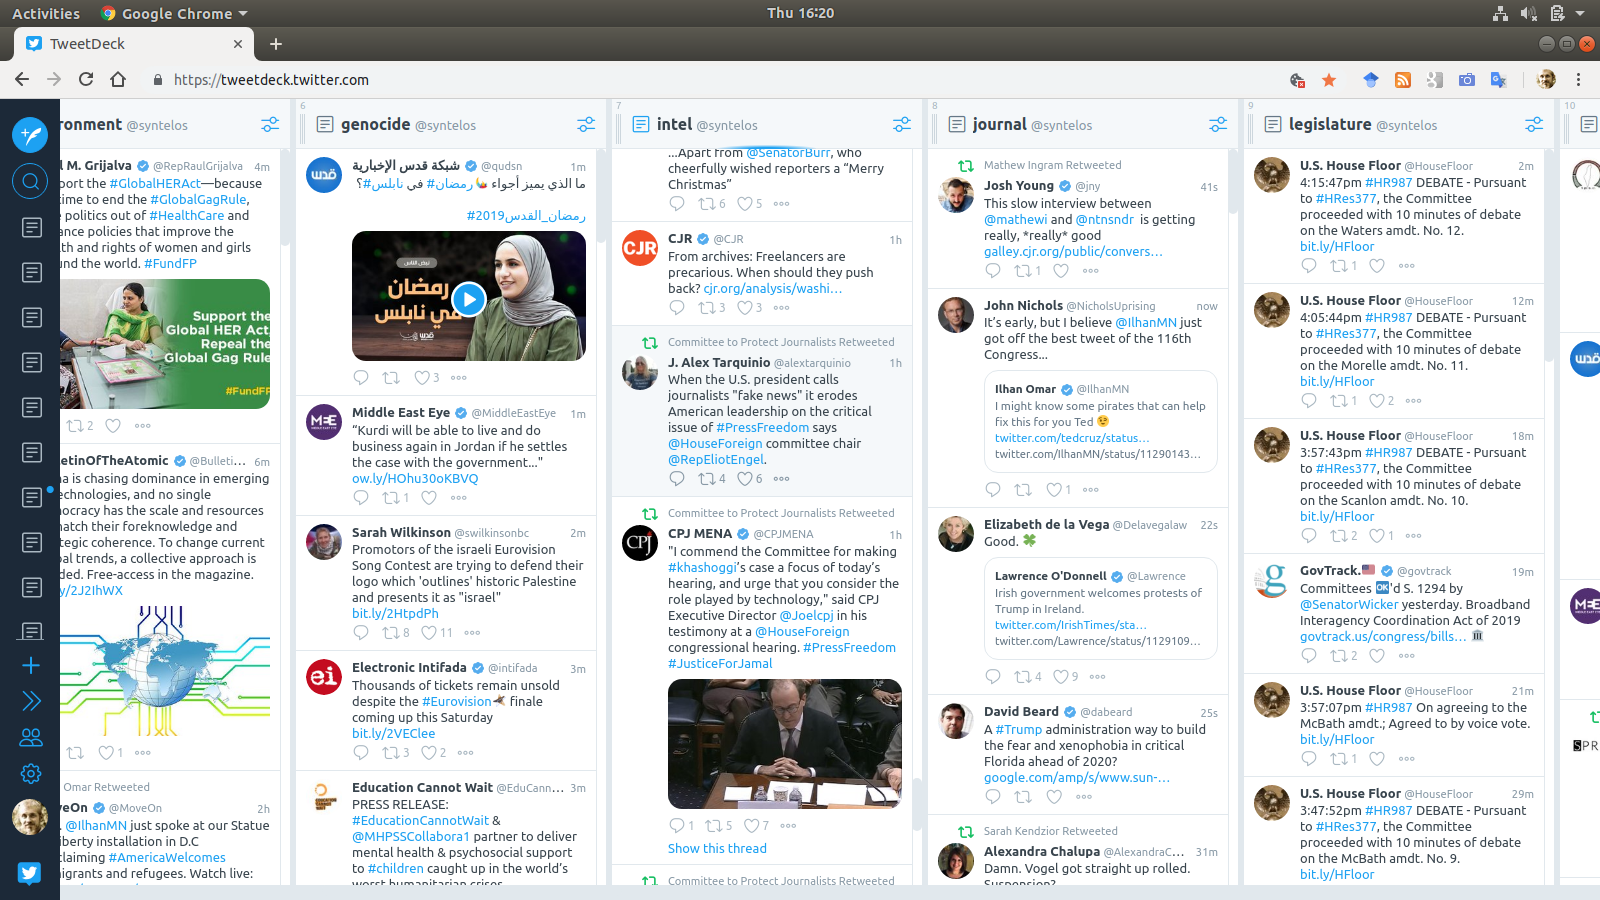 Activities
Google Chrome
Thu 16:20
TweetDeck
https://tweetdeck.twitter.com
ronment @syntelos
l M. Grijalva @RepRaulGrijalva 4m
port the #GlobalHERAct—because
time to end the #GlobalGagRule,
politics out of #HealthCare and
ance policies that improve the
lth and rights of women and girls
und the world. #FundFP
Support the
Global HER Act.
Repeal the
Global Gag Rule
#FundFP
2
etinOfTheAtomic @Bulleti... 6m
na is chasing dominance in emerging
echnologies, and no single
mocracy has the scale and resources
natch their foreknowledge and
tegic coherence. To change current
bal trends, a collective approach is
ded. Free-access in the magazine.
y/2J2IhWX
1
Omar Retweeted
veOn @MoveOn 2h
. @IlhanMN just spoke at our Statue
iberty installation in D.C
claiming #AmericaWelcomes
nigrants and refugees. Watch live:
6
genocide @syntelos
شبكة قدس الإخبارية @qudsn 1m
ما الذي يميز أجواء #رمضان في #نابلس؟
#رمضان_القدس2019
نبض الناس
رمضان
في نابلس
قدس
3
Middle East Eye @MiddleEastEye 1m
“Kurdi will be able to live and do
business again in Jordan if he settles
the case with the government..."
ow.ly/HOhu30oKBVQ
1
Sarah Wilkinson @swilkinsonbc 2m
Promotors of the israeli Eurovision
Song Contest are trying to defend their
logo which 'outlines' historic Palestine
and presents it as "israel"
bit.ly/2HtpdPh
8 11
Electronic Intifada @intifada 3m
Thousands of tickets remain unsold
despite the #Eurovision finale
coming up this Saturday
bit.ly/2VEClee
3 2
Education Cannot Wait @EduCann... 3m
PRESS RELEASE:
#EducationCannotWait &
@MHPSSCollabora1 partner to deliver
mental health & psychosocial support
to #children caught up in the world’s
worst humanitarian crises
7
intel @syntelos
...Apart from @SenatorBurr, who
cheerfully wished reporters a “Merry
Christmas”
6 5
CJR @CJR 1h
From archives: Freelancers are
precarious. When should they push
back? cjr.org/analysis/washi...
3 3
Committee to Protect Journalists Retweeted
J. Alex Tarquinio @alextarquinio 1h
When the U.S. president calls
journalists "fake news" it erodes
American leadership on the critical
issue of #PressFreedom says
@HouseForeign committee chair
@RepEliotEngel.
4 6
Committee to Protect Journalists Retweeted
CPJ MENA @CPJMENA 1h
"I commend the Committee for making
#khashoggi’s case a focus of today’s
hearing, and urge that you consider the
role played by technology," said CPJ
Executive Director @Joelcpj in his
testimony at a @HouseForeign
congressional hearing. #PressFreedom
#JusticeForJamal
1 5 7
Show this thread
Committee to Protect Journalists Retweeted
8
journal @syntelos
Mathew Ingram Retweeted
Josh Young @jny 41s
This slow interview between
@mathewi and @ntnsndr is getting
really, *really* good
galley.cjr.org/public/convers...
1
John Nichols @NicholsUprising now
It’s early, but I believe @IlhanMN just
got off the best tweet of the 116th
Congress...
Ilhan Omar @IlhanMN
I might know some pirates that can help
fix this for you Ted
twitter.com/tedcruz/status...
twitter.com/IlhanMN/status/11290143...
1
Elizabeth de la Vega @Delavegalaw 22s
Good.
Lawrence O'Donnell @Lawrence
Irish government welcomes protests of
Trump in Ireland.
twitter.com/IrishTimes/sta...
twitter.com/Lawrence/status/1129109...
4 9
David Beard @dabeard 25s
A #Trump administration way to build
the fear and xenophobia in critical
Florida ahead of 2020?
google.com/amp/s/www.sun-...
Sarah Kendzior Retweeted
Alexandra Chalupa @AlexandraC... 31m
Damn. Vogel got straight up rolled.
Suspension?
9
legislature @syntelos
U.S. House Floor @HouseFloor 2m
4:15:47pm #HR987 DEBATE - Pursuant
to #HRes377, the Committee
proceeded with 10 minutes of debate
on the Waters amdt. No. 12.
bit.ly/HFloor
1
U.S. House Floor @HouseFloor 12m
4:05:44pm #HR987 DEBATE - Pursuant
to #HRes377, the Committee
proceeded with 10 minutes of debate
on the Morelle amdt. No. 11.
bit.ly/HFloor
1 2
U.S. House Floor @HouseFloor 18m
3:57:43pm #HR987 DEBATE - Pursuant
to #HRes377, the Committee
proceeded with 10 minutes of debate
on the Scanlon amdt. No. 10.
bit.ly/HFloor
2 1
GovTrack. @govtrack 19m
Committees OK'd S. 1294 by
@SenatorWicker yesterday. Broadband
Interagency Coordination Act of 2019
govtrack.us/congress/bills...
2
U.S. House Floor @HouseFloor 21m
3:57:07pm #HR987 On agreeing to the
McBath amdt.; Agreed to by voice vote.
bit.ly/HFloor
1
U.S. House Floor @HouseFloor 29m
3:47:52pm #HR987 DEBATE - Pursuant
to #HRes377, the Committee
proceeded with 10 minutes of debate
on the McBath amdt. No. 9.
bit.ly/HFloor
10
SPR